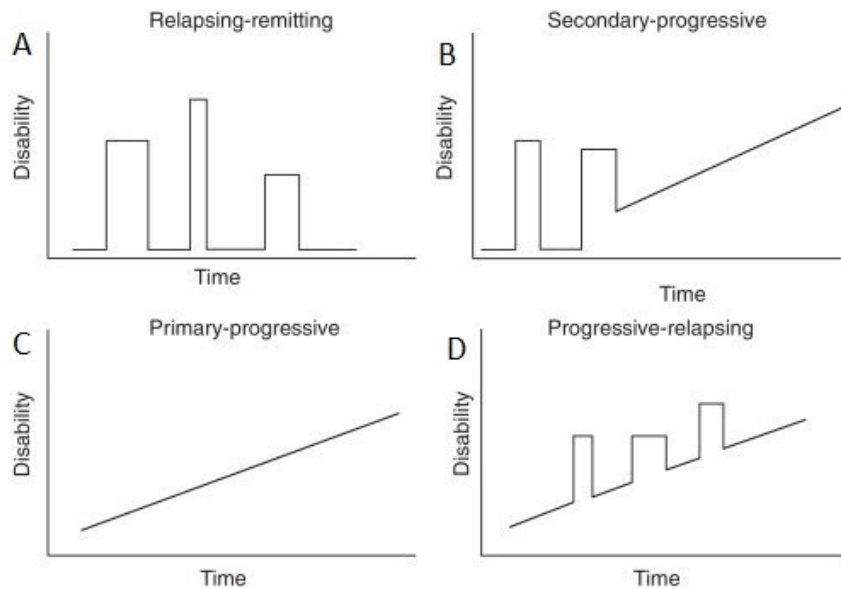 A
Relapsing-remitting
Disability
Time
B
Secondary-progressive
Disability
Time
C
Primary-progressive
Disability
Time
D
Progressive-relapsing
Disability
Time